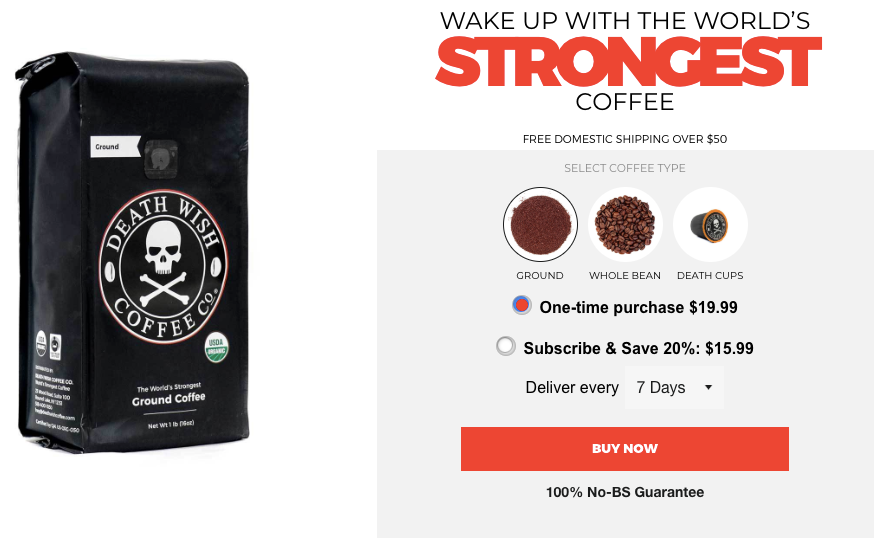 Ground
DEATH WISH
COFFEE CO.
USDA
ORGANIC
The World's Strongest
Ground Coffee
Net Wt 1 lb (16oz)
WAKE UP WITH THE WORLD’S
STRONGEST
COFFEE
FREE DOMESTIC SHIPPING OVER $50
SELECT COFFEE TYPE
GROUND WHOLE BEAN DEATH CUPS
One-time purchase $19.99
Subscribe & Save 20%: $15.99
Deliver every 7 Days
BUY NOW
100% No-BS Guarantee